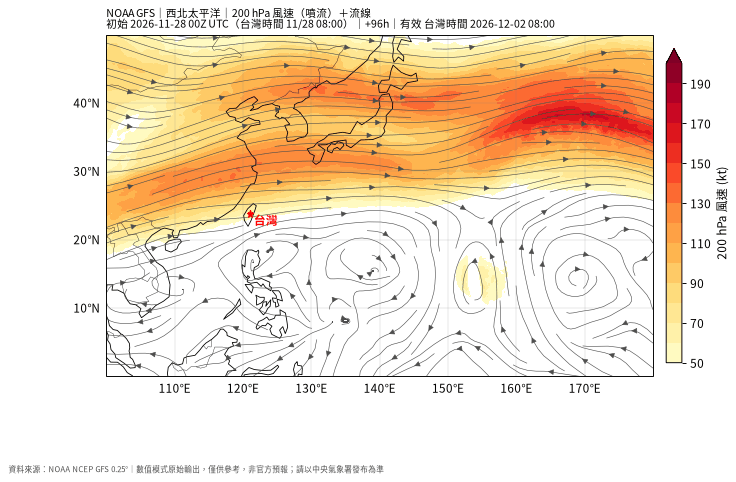 NOAA GFS｜西北太平洋｜200 hPa 風速（噴流）＋流線
初始 2026-11-28 00Z UTC（台灣時間 11/28 08:00）｜+96h｜有效 台灣時間 2026-12-02 08:00
40°N
30°N
20°N
10°N
110°E
120°E
130°E
140°E
150°E
160°E
170°E
台灣
190
170
150
130
110
90
70
50
200 hPa 風速 (kt)
資料來源：NOAA NCEP GFS 0.25°｜數值模式原始輸出，僅供參考，非官方預報；請以中央氣象署發布為準